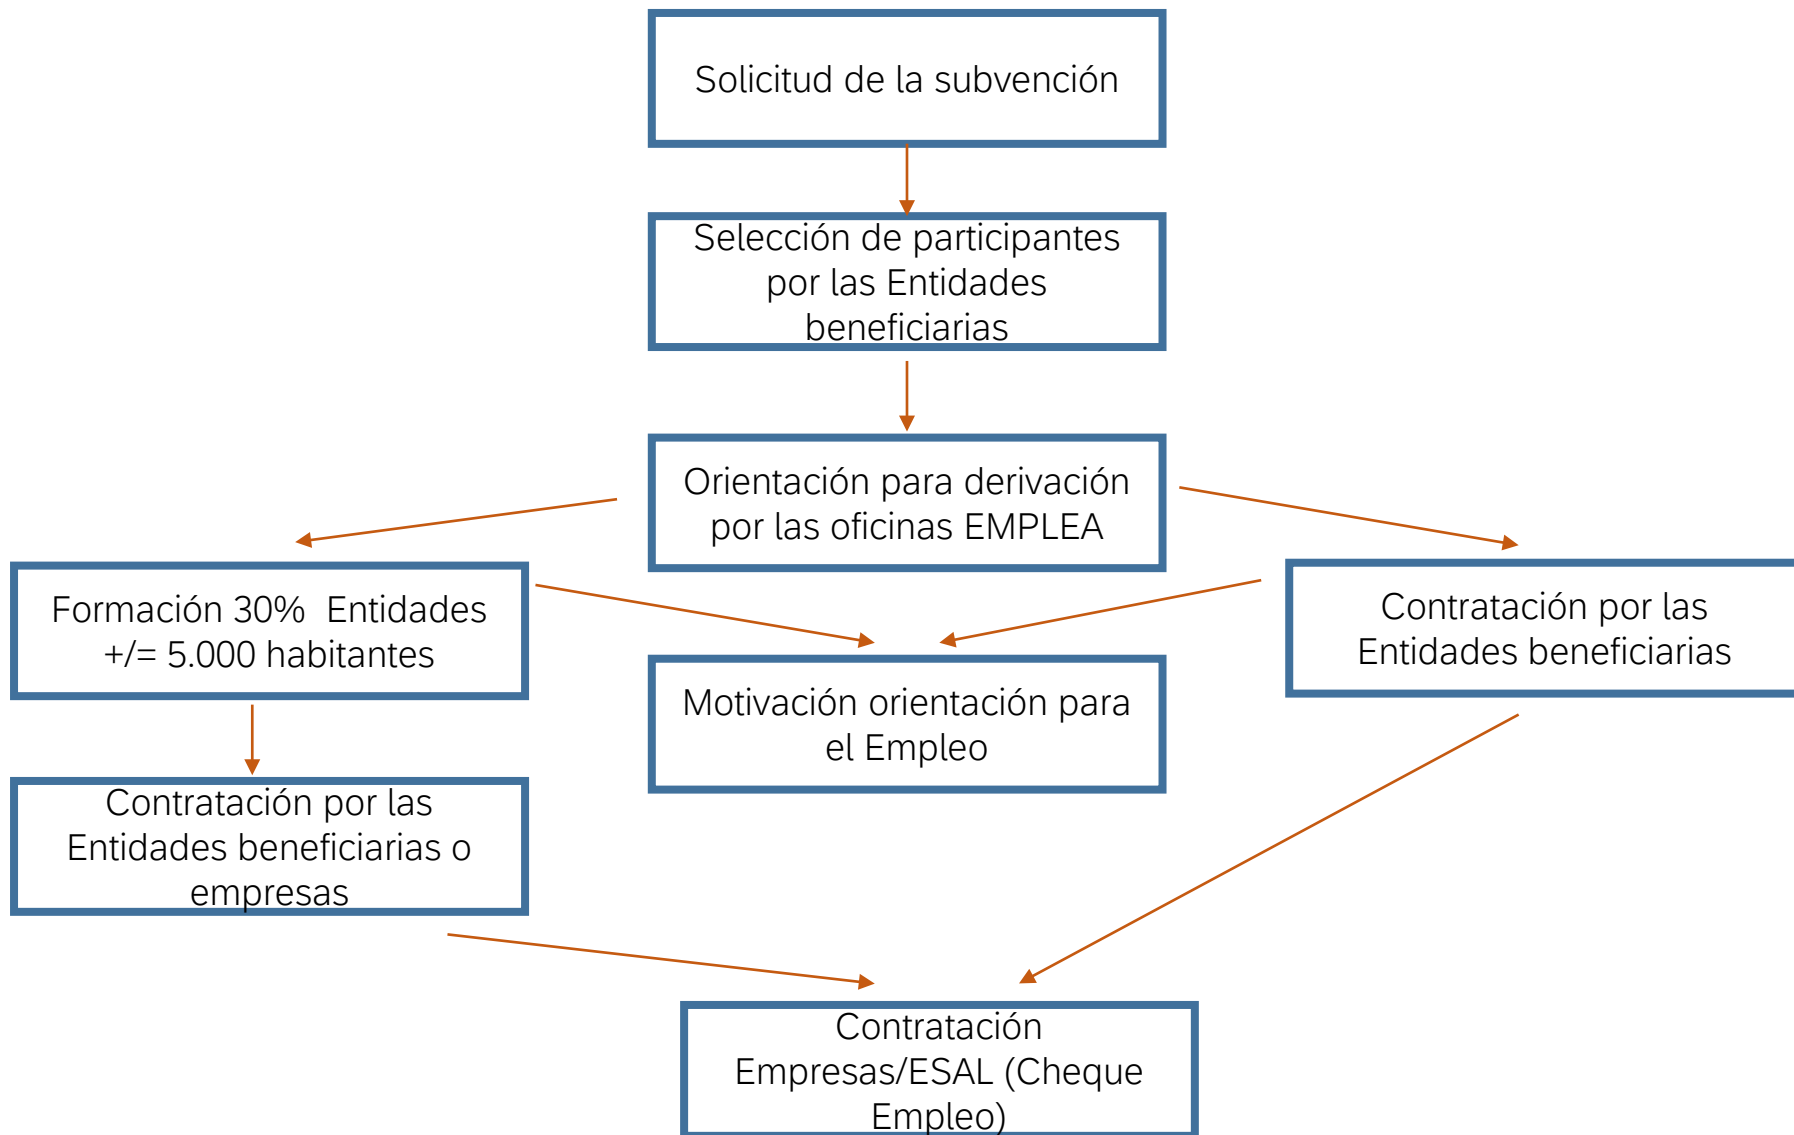 Solicitud de la subvención
Selección de participantes
por las Entidades
beneficiarias
Orientación para derivación
por las oficinas EMPLEA
Formación 30%  Entidades
+/= 5.000 habitantes
Contratación por las
Entidades beneficiarias
Motivación orientación para
el Empleo
Contratación por las
Entidades beneficiarias o
empresas
Contratación
Empresas/ESAL (Cheque
Empleo)